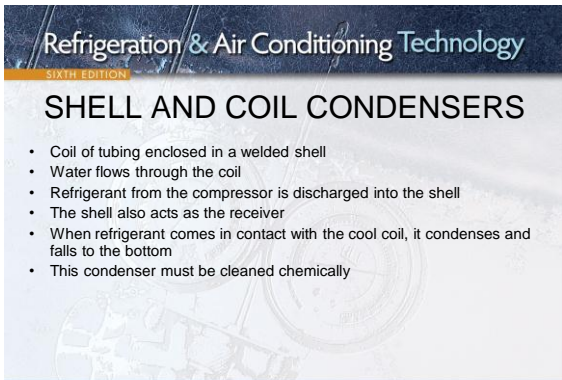 Refrigeration & Air Conditioning Technology
SIXTH EDITION
SHELL AND COIL CONDENSERS
• Coil of tubing enclosed in a welded shell
• Water flows through the coil
• Refrigerant from the compressor is discharged into the shell
• The shell also acts as the receiver
• When refrigerant comes in contact with the cool coil, it condenses and
falls to the bottom
• This condenser must be cleaned chemically